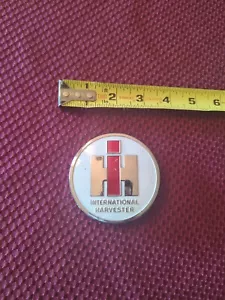 1 2 3 4 5 6
IH
INTERNATIONAL
HARVESTER